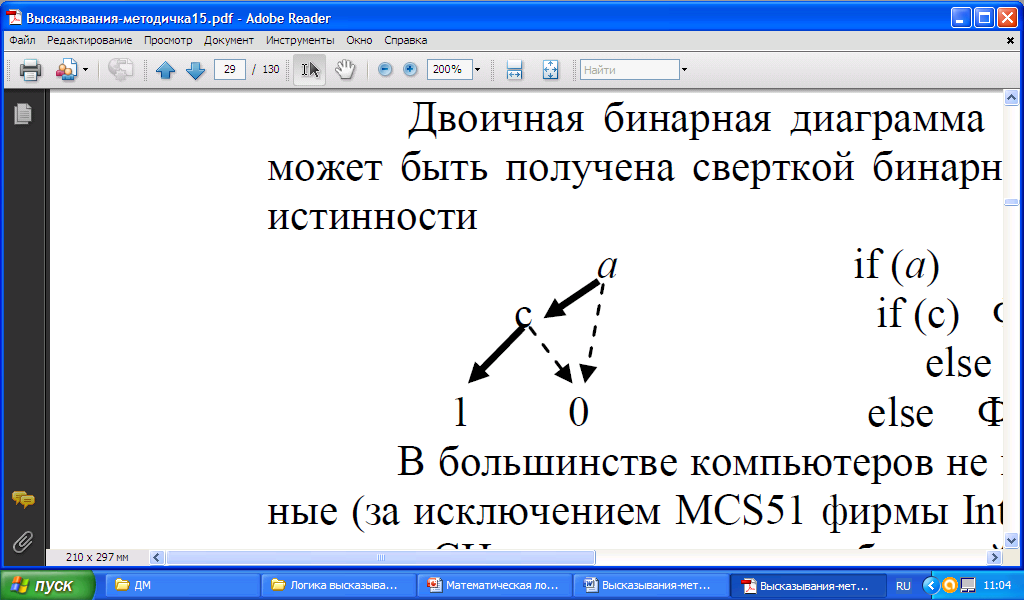 Высказывания-методичка15.pdf - Adobe Reader
Файл Редактирование Просмотр Документ Инструменты Окно Справка
29 / 130 200% Найти
Двоичная бинарная диаграмма
может быть получена сверткой бинарн
истинности
a if (a)
c if (c)
else
1 0 else Ф
В большинстве компьютеров не
ные (за исключением MCS51 фирмы Int
210 x 297 мм
пуск ДМ Логика высказыва... Математическая ло... Высказывания-мет... Высказывания-мет... RU 11:04